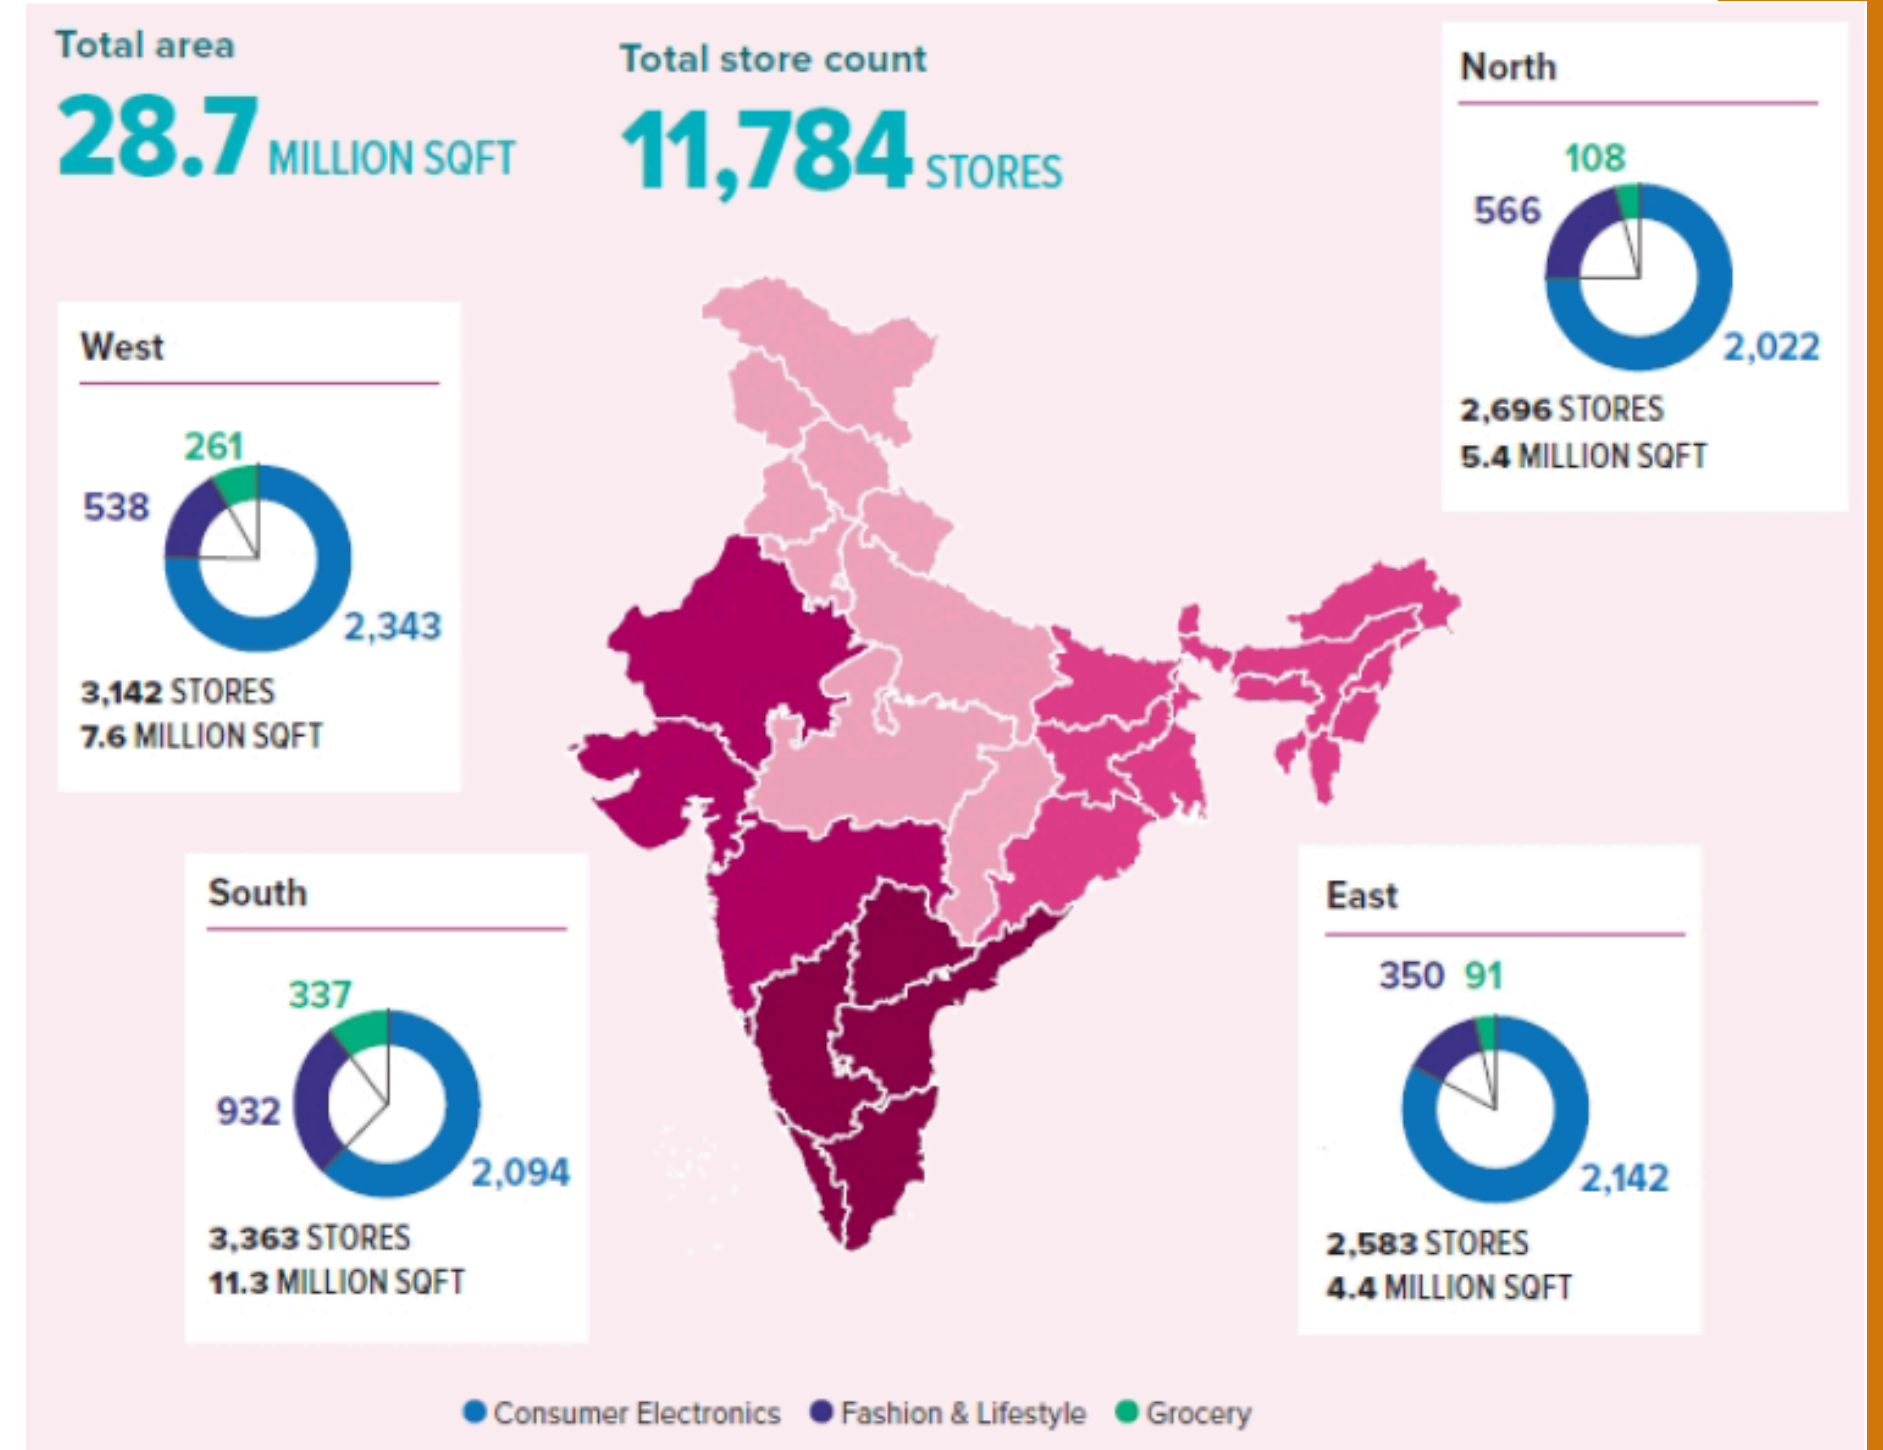 Total area
28.7 MILLION SQFT
Total store count
11,784 STORES
North
108
566
2,022
2,696 STORES
5.4 MILLION SQFT
West
261
538
2,343
3,142 STORES
7.6 MILLION SQFT
South
337
932
2,094
3,363 STORES
11.3 MILLION SQFT
East
350 91
2,142
2,583 STORES
4.4 MILLION SQFT
Consumer Electronics Fashion & Lifestyle Grocery